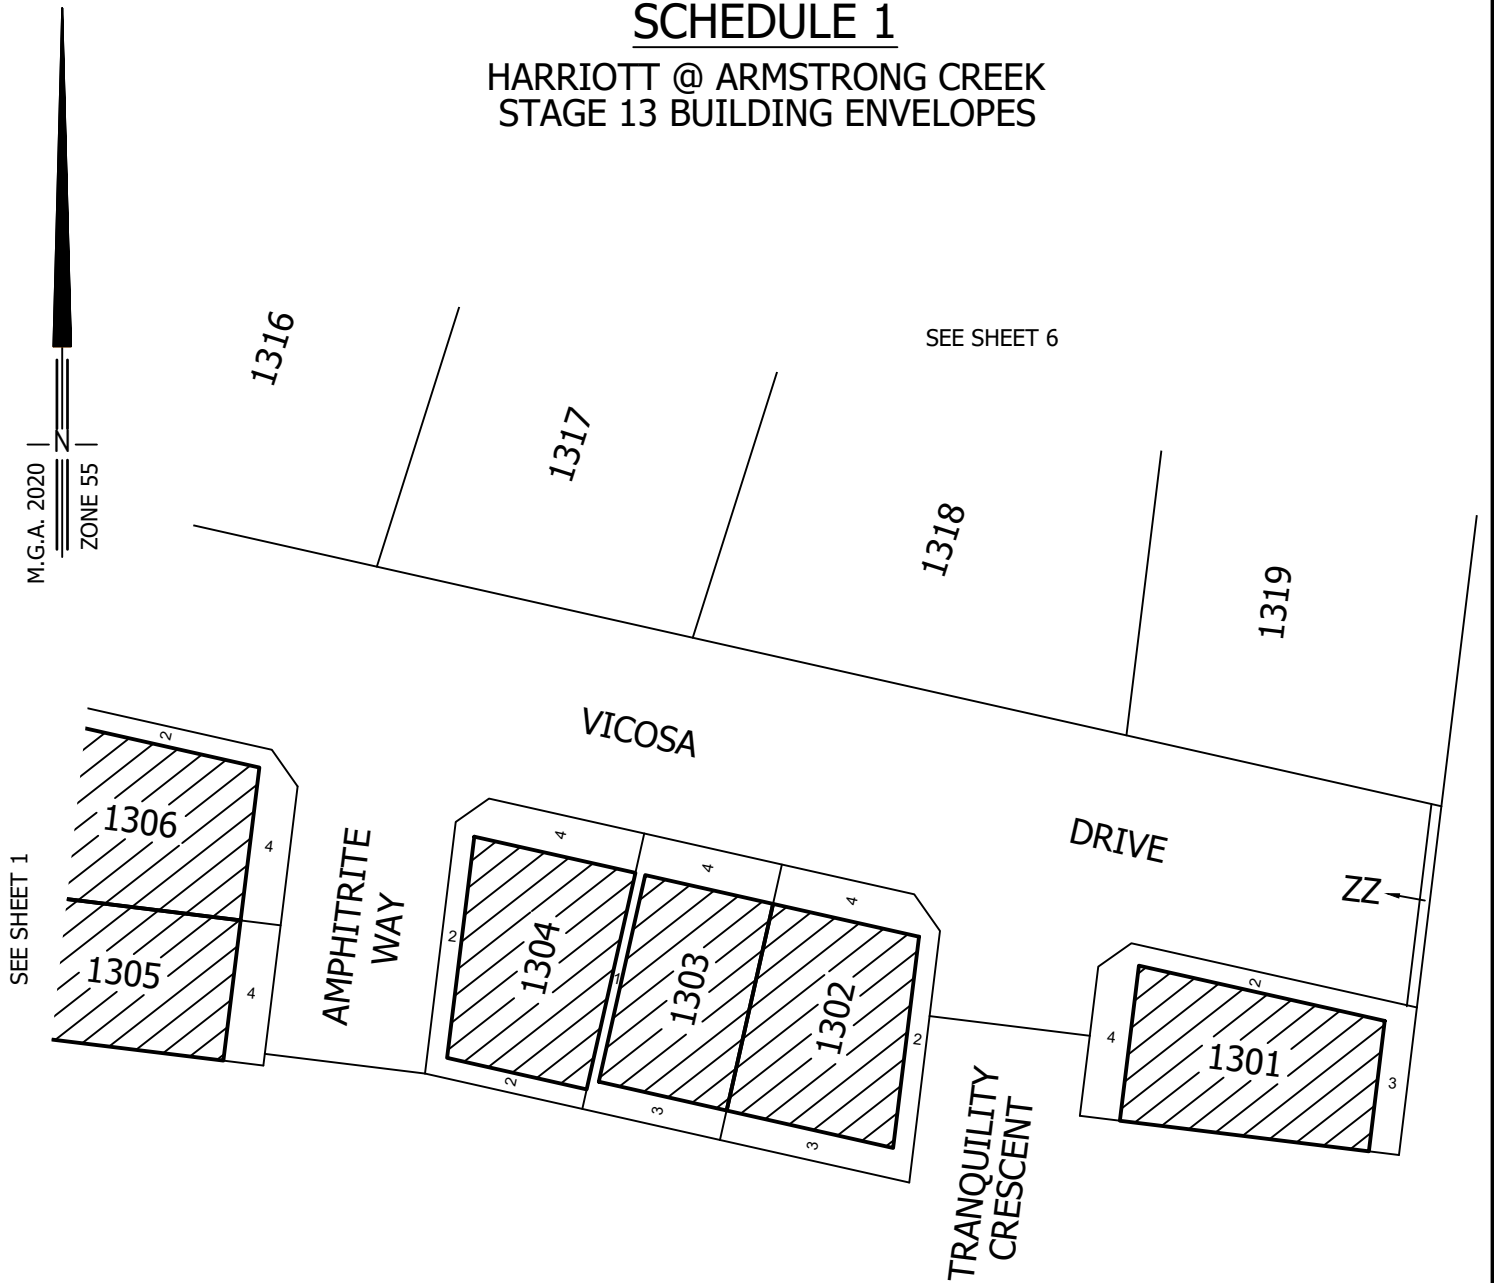 SCHEDULE 1
HARRIOTT @ ARMSTRONG CREEK
STAGE 13 BUILDING ENVELOPES
M.G.A. 2020
N
ZONE 55
1316
1317
SEE SHEET 6
1318
1319
SEE SHEET 1
VICOSA
DRIVE
ZZ
2
1306
4
1305
4
AMPHITRITE
WAY
4
2
1304
2
1
4
1303
3
4
1302
2
3
TRANQUILITY
CRESCENT
2
4
1301
3